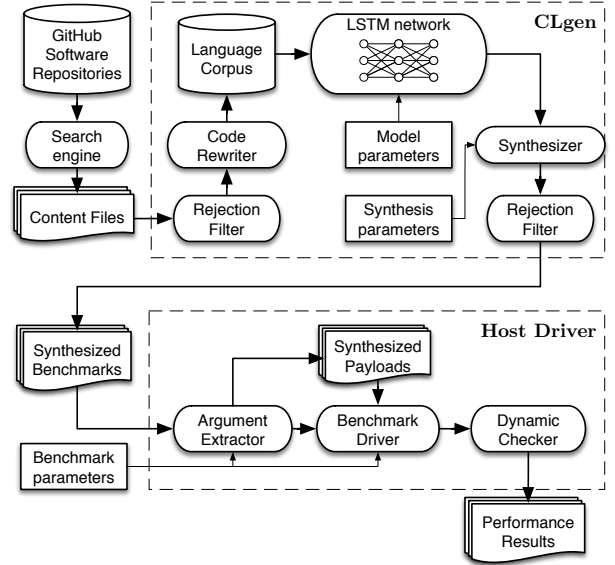 CLgen
GitHub
Software
Repositories
Language
Corpus
LSTM network
Search
engine
Code
Rewriter
Model
parameters
Synthesizer
Content Files
Rejection
Filter
Synthesis
parameters
Rejection
Filter
Host Driver
Synthesized
Benchmarks
Synthesized
Payloads
Argument
Extractor
Benchmark
Driver
Dynamic
Checker
Benchmark
parameters
Performance
Results